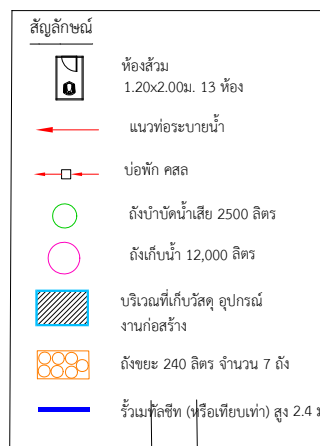 สัญลักษณ์
ห้องส้วม
1.20x2.00ม. 13 ห้อง
แนวท่อระบายน้ำ
บ่อพัก คสล
ถังบำบัดน้ำเสีย 2500 ลิตร
ถังเก็บน้ำ 12,000 ลิตร
บริเวณที่เก็บวัสดุ อุปกรณ์
งานก่อสร้าง
ถังขยะ 240 ลิตร จำนวน 7 ถัง
รั้วเมทัลชีท (หรือเทียบเท่า) สูง 2.4 ม